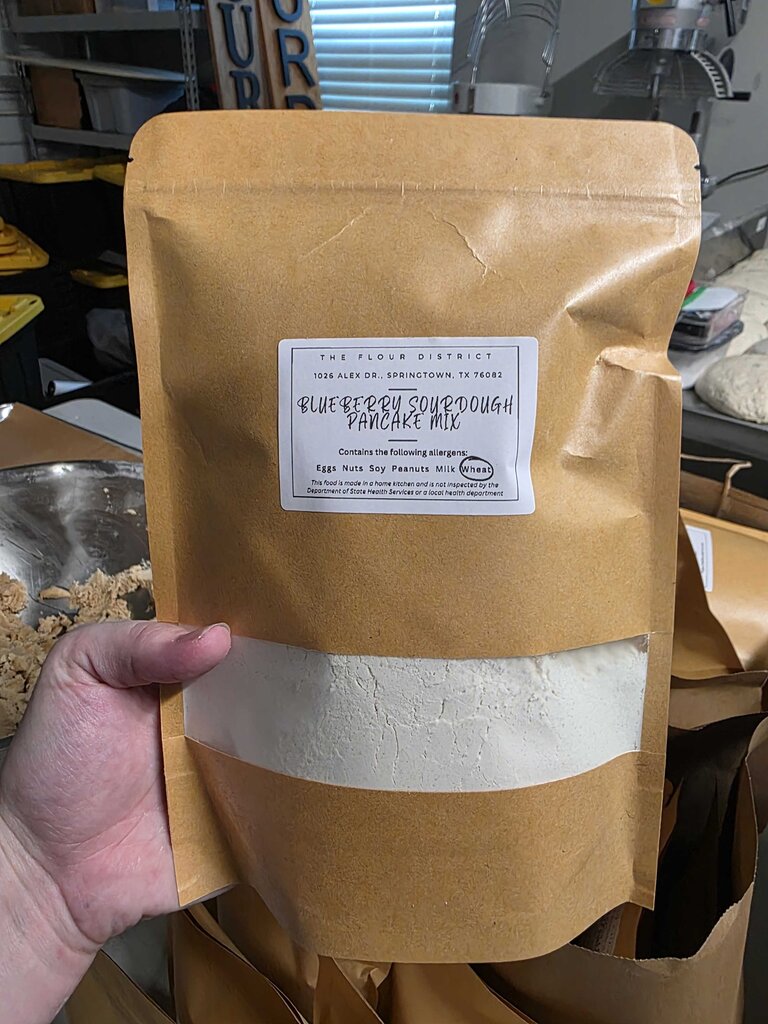 UR
OUR
THE FLOUR DISTRICT
1026 ALEX DR., SPRINGTOWN, TX 76082
BLUEBERRY SOURDOUGH
PANCAKE MIX
Contains the following allergens:
Eggs Nuts Soy Peanuts Milk Wheat
This food is made in a home kitchen and is not inspected by the
Department of State Health Services or a local health department